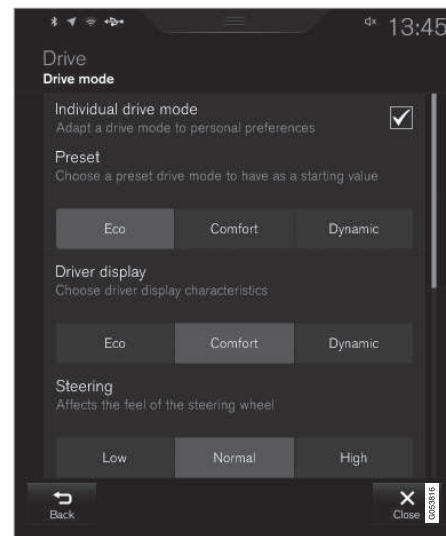 13:45
Drive
Drive mode
Individual drive mode
Adapt a drive mode to personal preferences
Preset
Choose a preset drive mode to have as a starting value
Eco Comfort Dynamic
Driver display
Choose driver display characteristics
Eco Comfort Dynamic
Steering
Affects the feel of the steering wheel
Low Normal High
Back Close
G053816